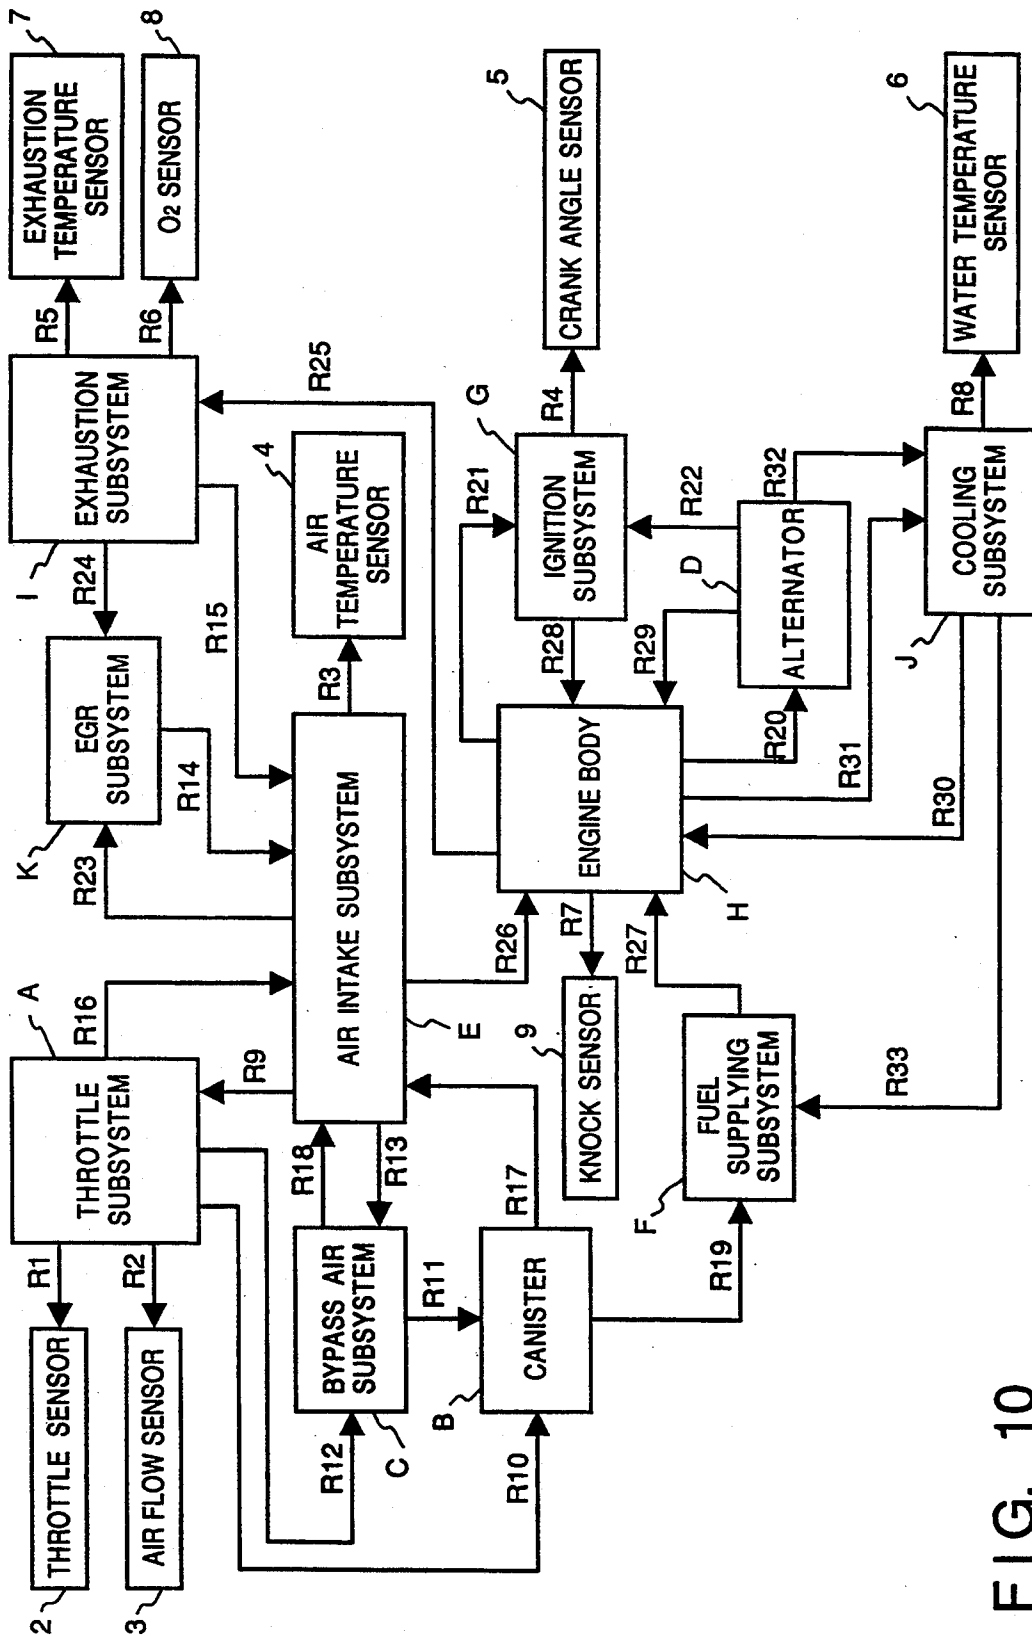 7
EXHAUSTION
TEMPERATURE
SENSOR
8
O2 SENSOR
R5
R6
EXHAUSTION
SUBSYSTEM
I
R24
R15
R25
EGR
SUBSYSTEM
K
R23
R14
4
AIR
TEMPERATURE
SENSOR
R3
AIR INTAKE SUBSYSTEM
E
A
THROTTLE
SUBSYSTEM
R16
R9
R1
R2
THROTTLE SENSOR
2
AIR FLOW SENSOR
3
R18
R13
BYPASS AIR
SUBSYSTEM
C
R12
R11
CANISTER
B
R10
R17
R19
5
CRANK ANGLE SENSOR
R4
G
IGNITION
SUBSYSTEM
R21
R28
R22
R29
D
ALTERNATOR
R32
R20
ENGINE BODY
H
R26
R7
R27
9
KNOCK SENSOR
FUEL
SUPPLYING
SUBSYSTEM
F
R33
R31
R30
6
WATER TEMPERATURE
SENSOR
R8
COOLING
SUBSYSTEM
J
FIG. 10